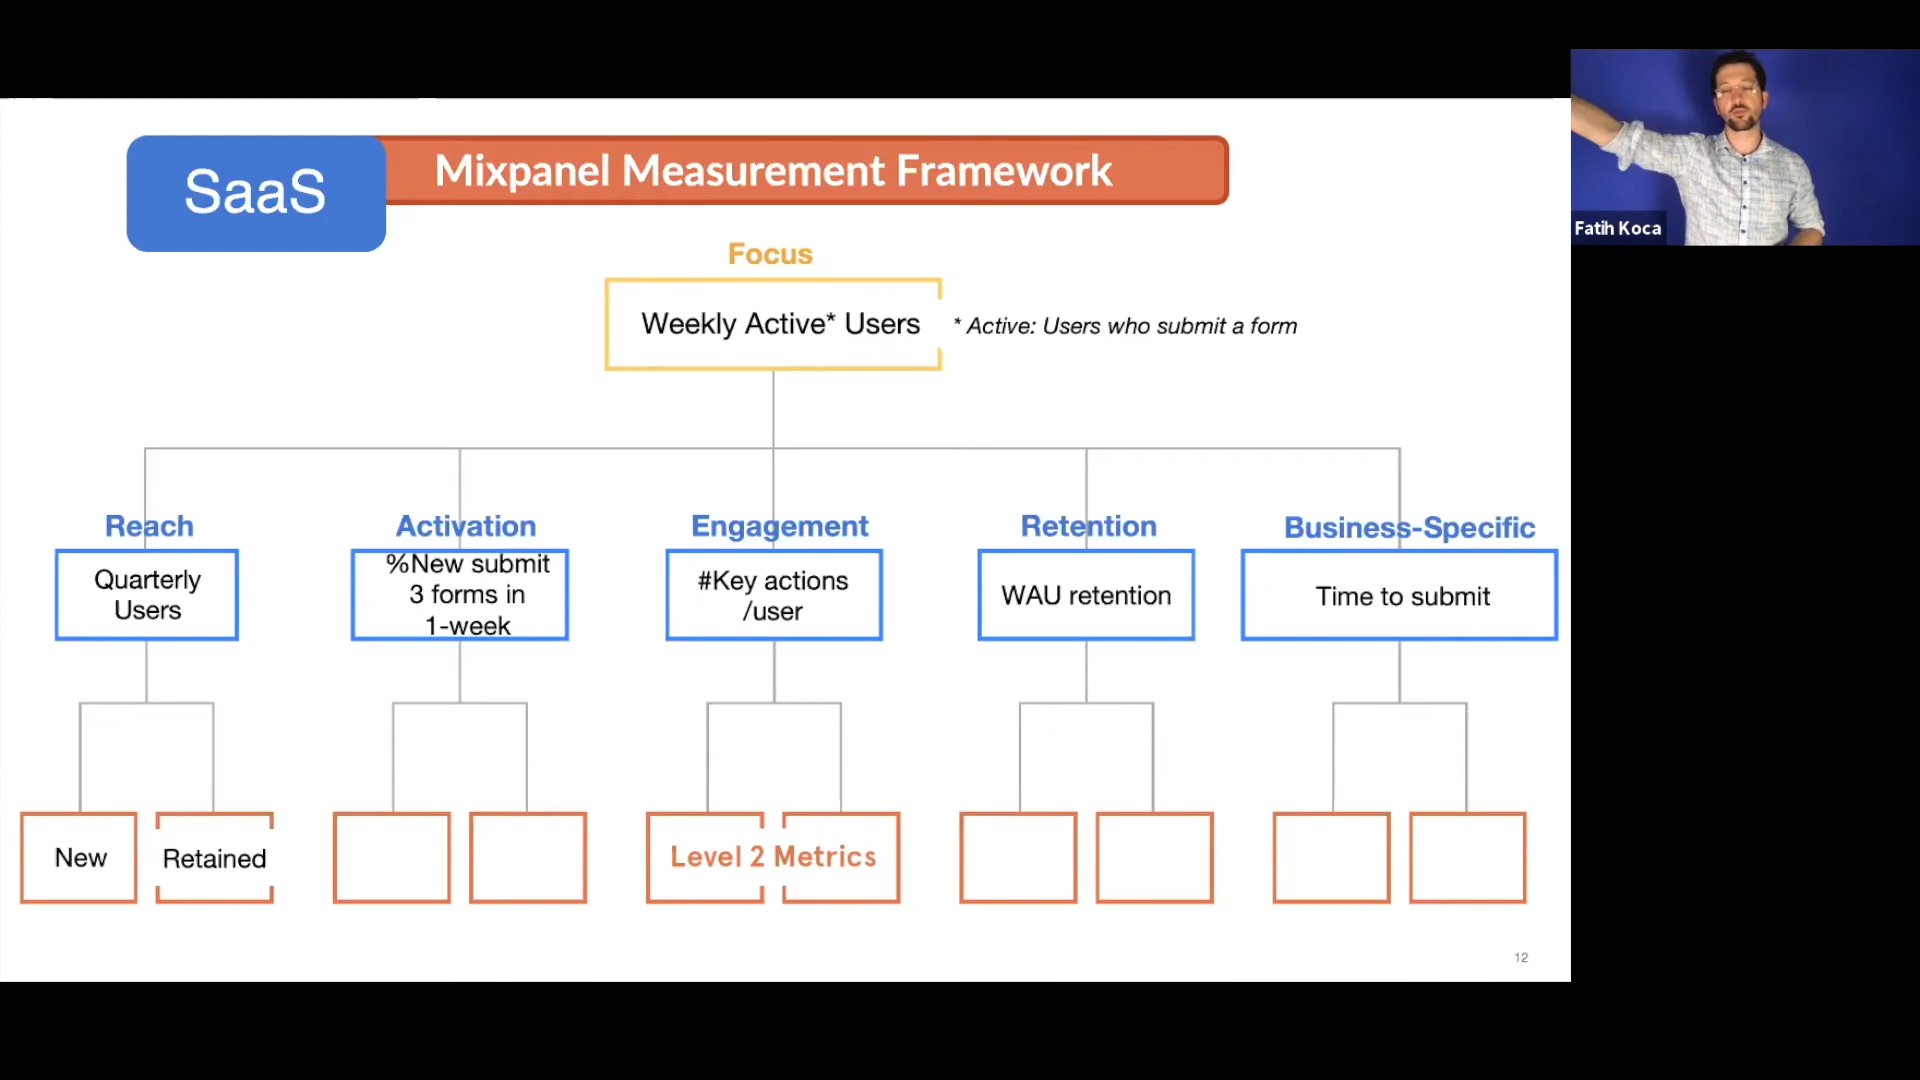 SaaS
Mixpanel Measurement Framework
Fatih Koca
Focus
Weekly Active* Users
* Active: Users who submit a form
Reach
Activation
Engagement
Retention
Business-Specific
Quarterly
Users
%New submit
3 forms in
1-week
#Key actions
/user
WAU retention
Time to submit
New
Retained
Level 2 Metrics
12